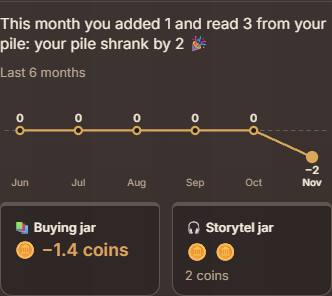 This month you added 1 and read 3 from your
pile: your pile shrank by 2 🎉
Last 6 months
0 0 0 0 0
−2
Jun Jul Aug Sep Oct Nov
📚 Buying jar
−1.4 coins
🎧 Storytel jar
2 coins